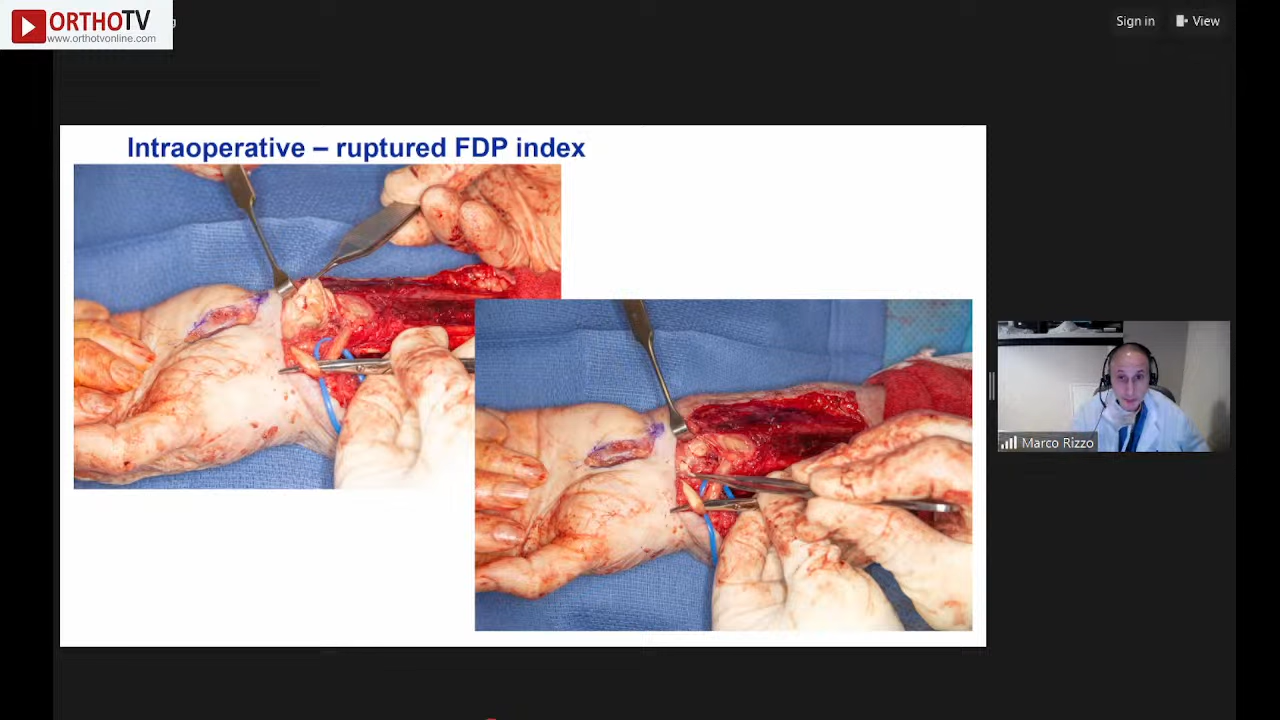 ORTHOTV
www.orthotvonline.com
Sign in
View
Intraoperative – ruptured FDP index
Marco Rizzo